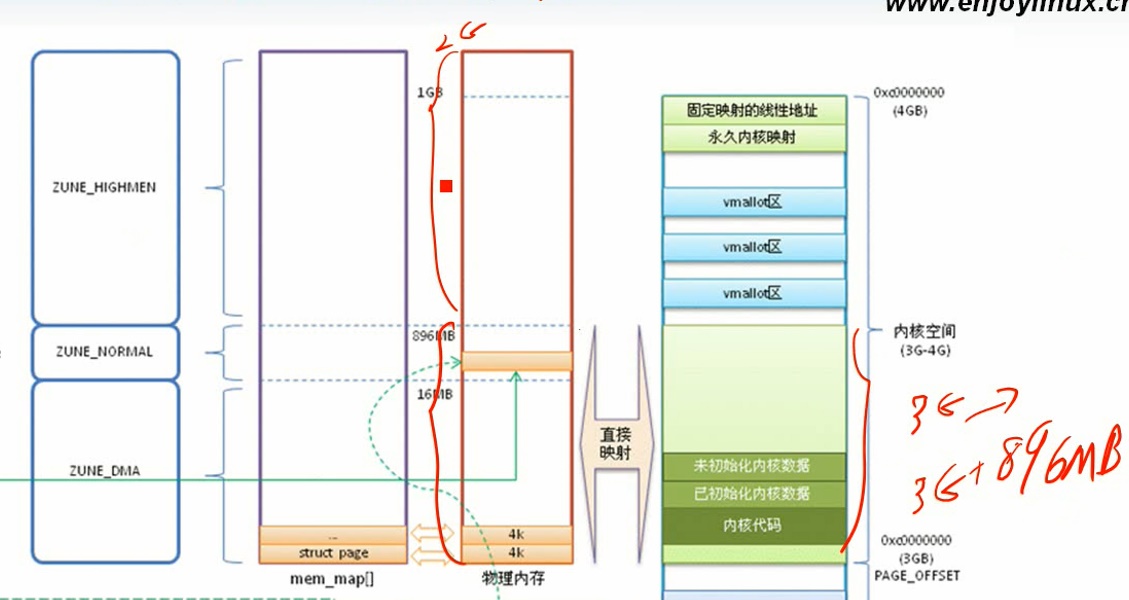 www.enjoylinux.cn
2G
1GB
0xc0000000
(4GB)
固定映射的线性地址
永久内核映射
ZUNE_HIGHMEN
vmallot区
vmallot区
vmallot区
896MB
内核空间
(3G-4G)
ZUNE_NORMAL
16MB
3G→
3G+896MB
直接
映射
ZUNE_DMA
未初始化内核数据
已初始化内核数据
内核代码
...
4k
struct page
4k
0xc0000000
(3GB)
PAGE_OFFSET
mem_map[]
物理内存